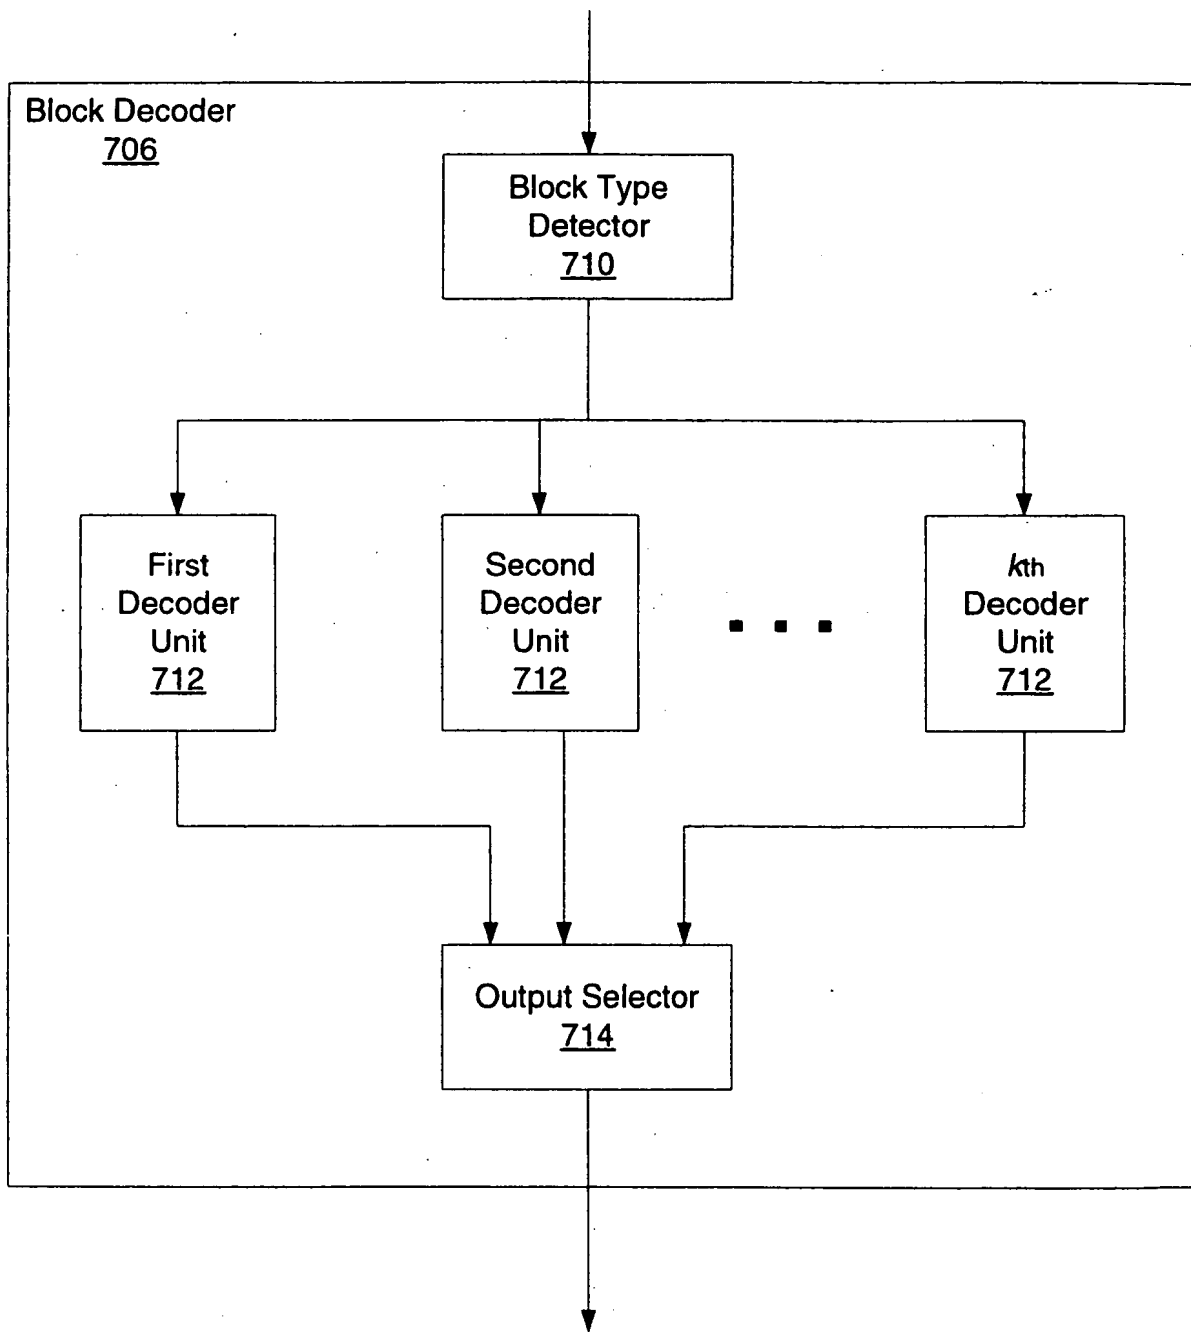 Block Decoder
706
Block Type
Detector
710
First
Decoder
Unit
712
Second
Decoder
Unit
712
kth
Decoder
Unit
712
Output Selector
714